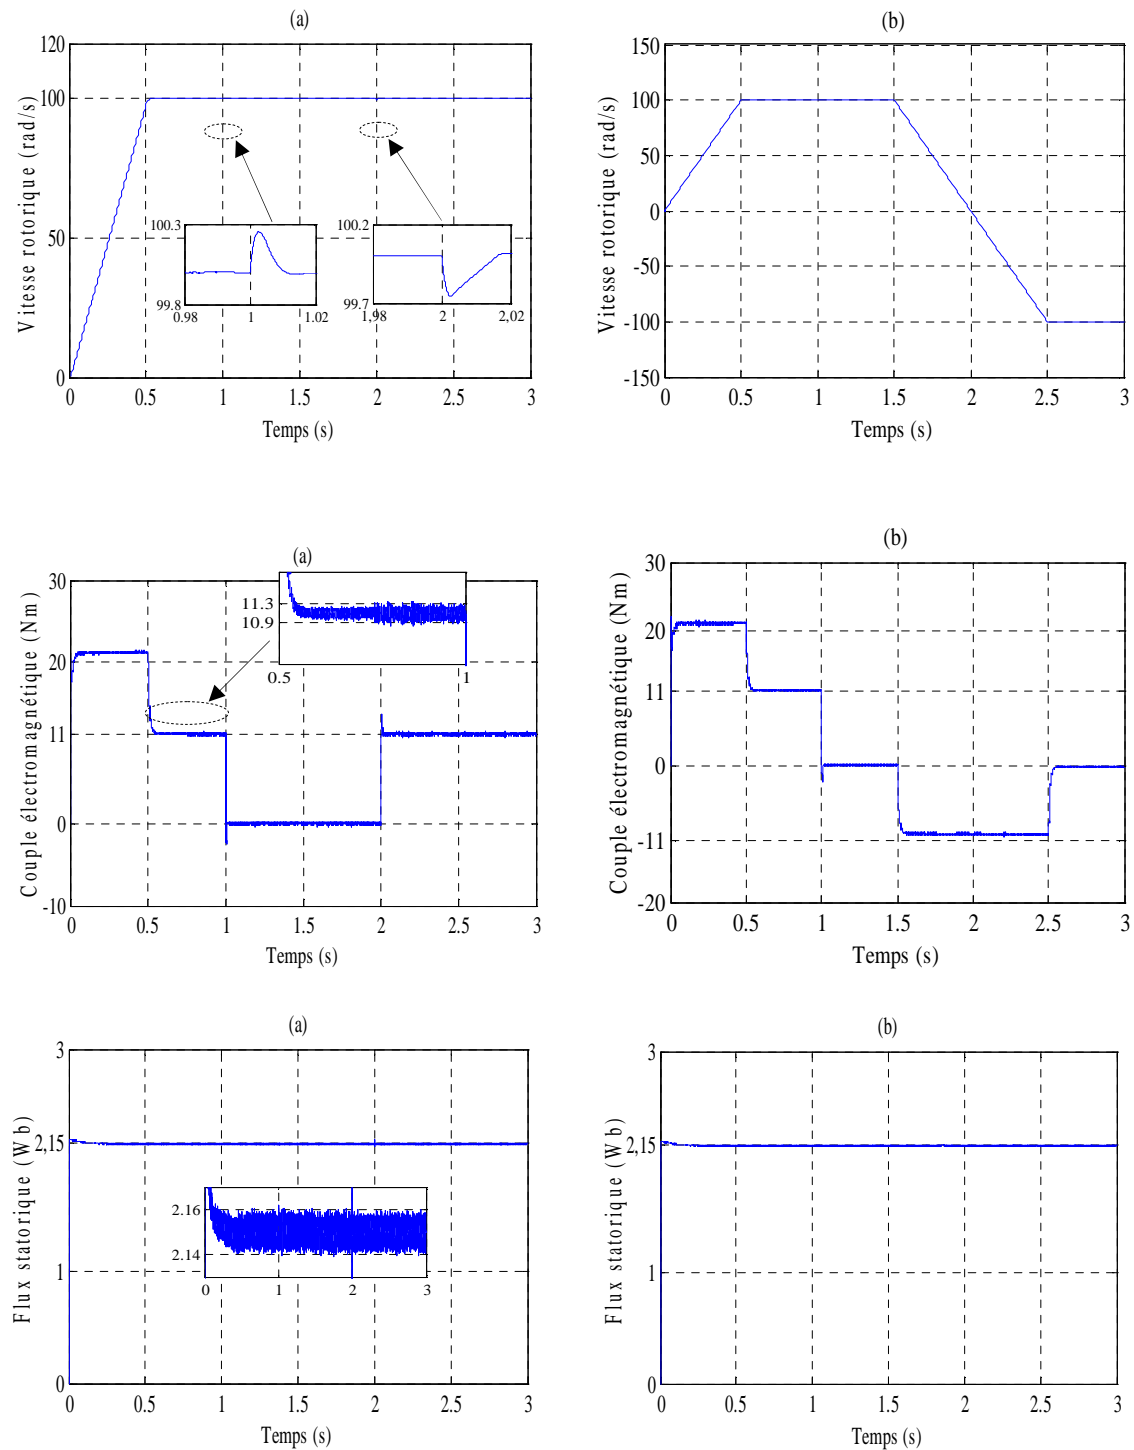 (a)
120
100
50
0
Vitesse rotorique (rad/s)
100.3
99.8
0.98 1 1.02
100.2
99.7
1,98 2 2,02
0 0.5 1 1.5 2 2.5 3
Temps (s)
(b)
150
100
50
0
-50
-100
-150
Vitesse rotorique (rad/s)
0 0.5 1 1.5 2 2.5 3
Temps (s)
(a)
30
20
11
0
-10
Couple électromagnétique (Nm)
11.3
10.9
0.5 1
0 0.5 1 1.5 2 2.5 3
Temps (s)
(b)
30
20
11
0
-11
-20
Couple électromagnétique (Nm)
0 0.5 1 1.5 2 2.5 3
Temps (s)
(a)
3
2,15
1
0
Flux statorique (Wb)
2.16
2.14
0 1 2 3
0 0.5 1 1.5 2 2.5 3
Temps (s)
(b)
3
2,15
1
0
Flux statorique (Wb)
0 0.5 1 1.5 2 2.5 3
Temps (s)